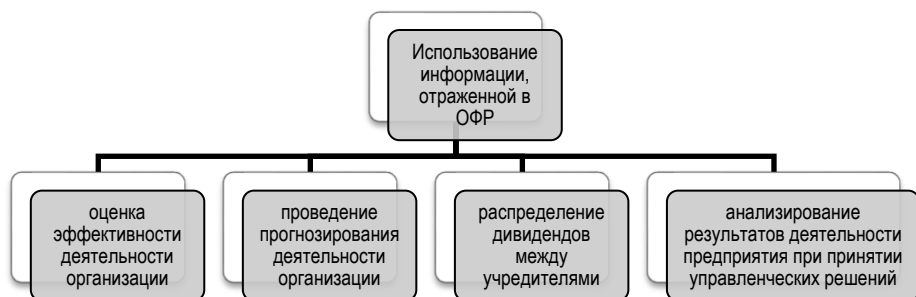 Использование
информации,
отраженной в
ОФР
оценка
эффективности
деятельности
организации
проведение
прогнозирования
деятельности
организации
распределение
дивидендов
между
учредителями
анализирование
результатов деятельности
предприятия при принятии
управленческих решений